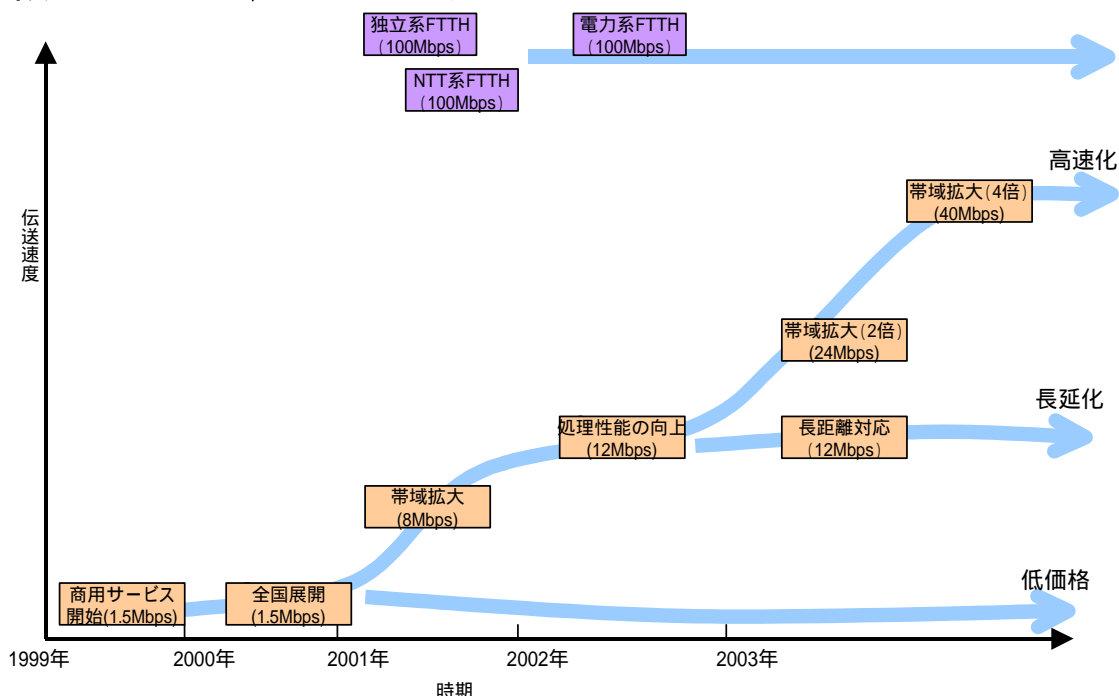 独立系FTTH
(100Mbps)
電力系FTTH
(100Mbps)
NTT系FTTH
(100Mbps)
高速化
帯域拡大(4倍)
(40Mbps)
伝送速度
帯域拡大(2倍)
(24Mbps)
長延化
処理性能の向上
(12Mbps)
長距離対応
(12Mbps)
帯域拡大
(8Mbps)
低価格
商用サービス
開始(1.5Mbps)
全国展開
(1.5Mbps)
1999年
2000年
2001年
2002年
2003年
時期